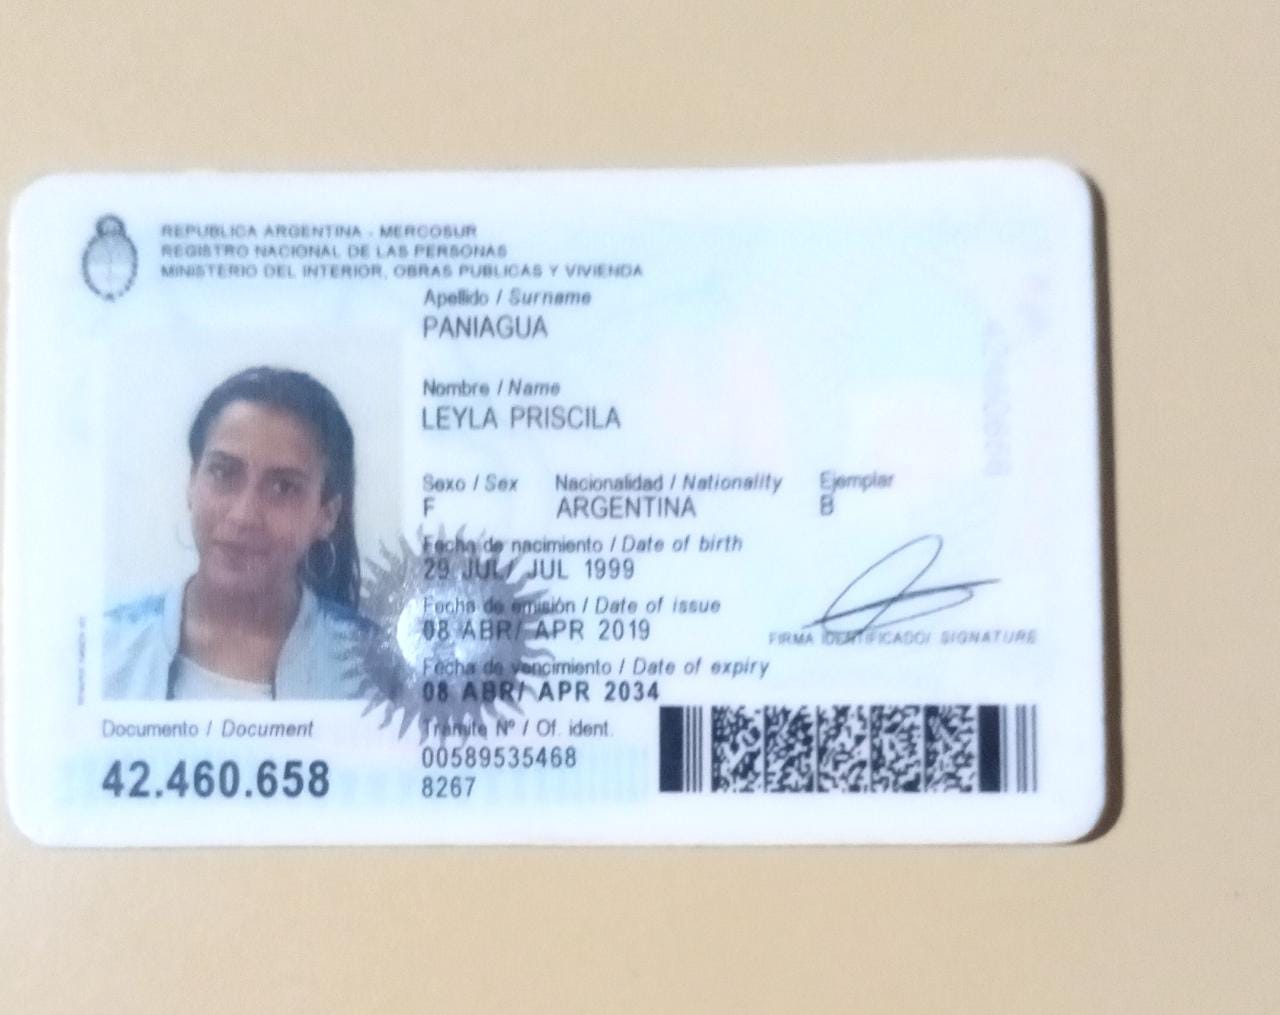 REPUBLICA ARGENTINA - MERCOSUR
REGISTRO NACIONAL DE LAS PERSONAS
MINISTERIO DEL INTERIOR, OBRAS PUBLICAS Y VIVIENDA
Apellido / Surname
PANIAGUA
Nombre / Name
LEYLA PRISCILA
Sexo / Sex Nacionalidad / Nationality Ejemplar
F ARGENTINA B
Fecha de nacimiento / Date of birth
29 JUL/ JUL 1999
Fecha de emisión / Date of issue
08 ABR/ APR 2019
FIRMA IDENTIFICADO/ SIGNATURE
Fecha de vencimiento / Date of expiry
08 ABR/ APR 2034
Documento / Document
42.460.658
Trámite Nº / Of. ident.
00589535468
8267